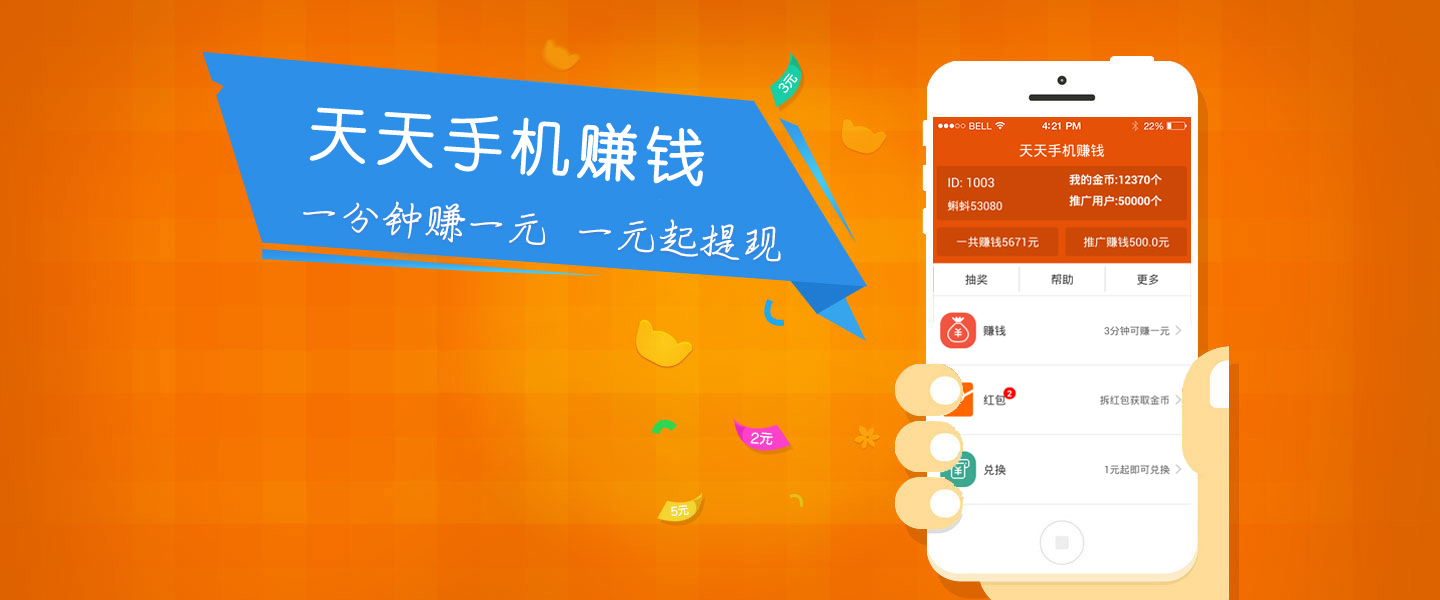 天天手机赚钱
一分钟赚一元 一元起提现
3元
2元
5元
BELL 4:21 PM 22%
天天手机赚钱
ID: 1003
我的金币:12370个
蝌蚪53080
推广用户:50000个
一共赚钱5671元
推广赚钱500.0元
抽奖 帮助 更多
赚钱 3分钟可赚一元
红包 2 拆红包获取金币
兑换 1元起即可兑换